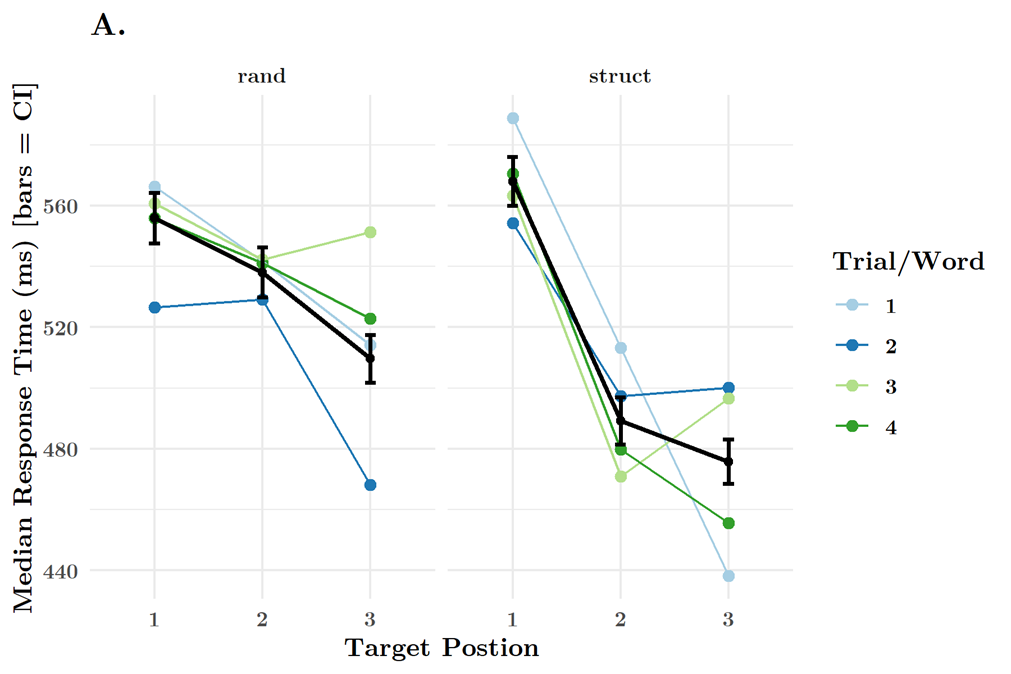 A.
rand
struct
Median Response Time (ms) [bars = CI]
560
520
480
440
1
2
3
1
2
3
Target Postion
Trial/Word
1
2
3
4